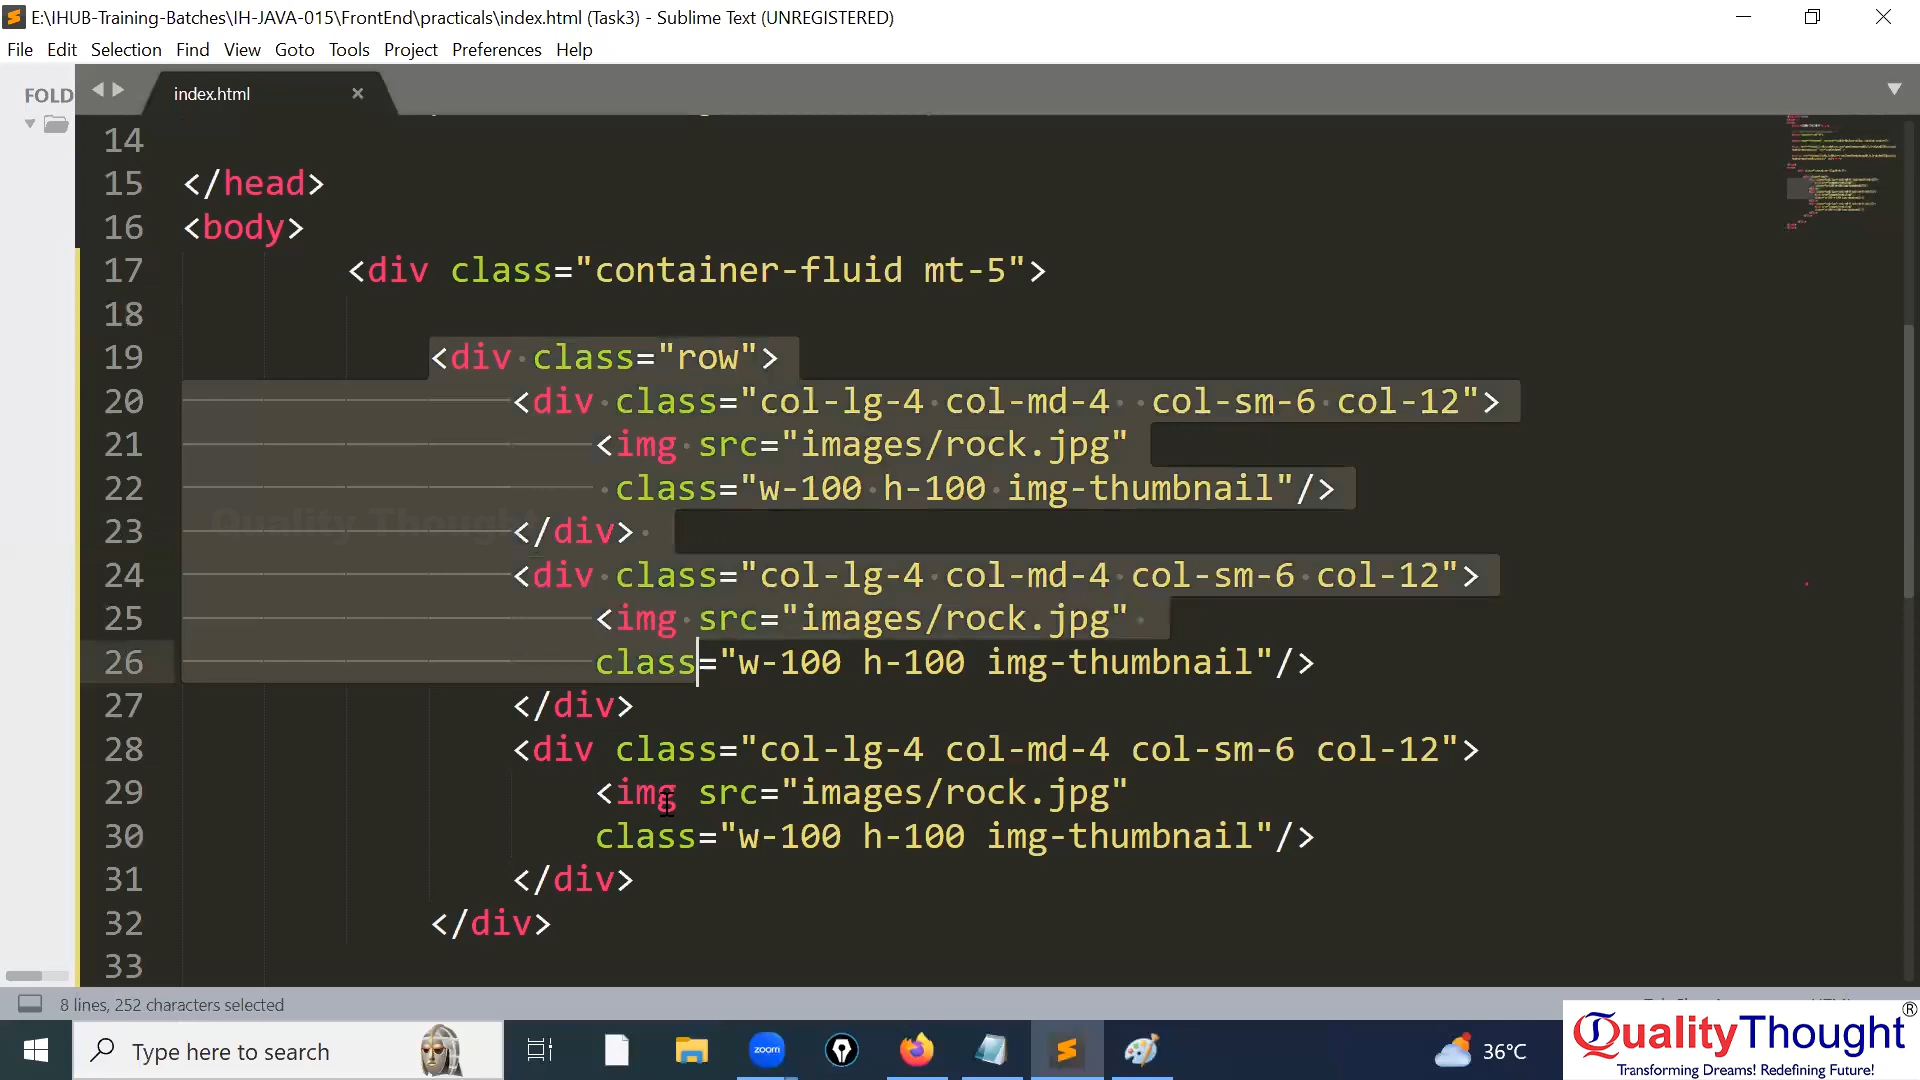 E:\IHUB-Training-Batches\IH-JAVA-015\FrontEnd\practicals\index.html (Task3) - Sublime Text (UNREGISTERED)
File Edit Selection Find View Goto Tools Project Preferences Help
FOLD
index.html ×
14
15 </head>
16 <body>
17 <div class="container-fluid mt-5">
18
19 <div class="row">
20 <div class="col-lg-4 col-md-4  col-sm-6 col-12">
21 <img src="images/rock.jpg"
22 class="w-100 h-100 img-thumbnail"/>
23 </div>
24 <div class="col-lg-4 col-md-4 col-sm-6 col-12">
25 <img src="images/rock.jpg"
26 class="w-100 h-100 img-thumbnail"/>
27 </div>
28 <div class="col-lg-4 col-md-4 col-sm-6 col-12">
29 <img src="images/rock.jpg"
30 class="w-100 h-100 img-thumbnail"/>
31 </div>
32 </div>
33
Quality Thought
8 lines, 252 characters selected
Type here to search
zoom
36°C
QualityThought®
Transforming Dreams! Redefining Future!